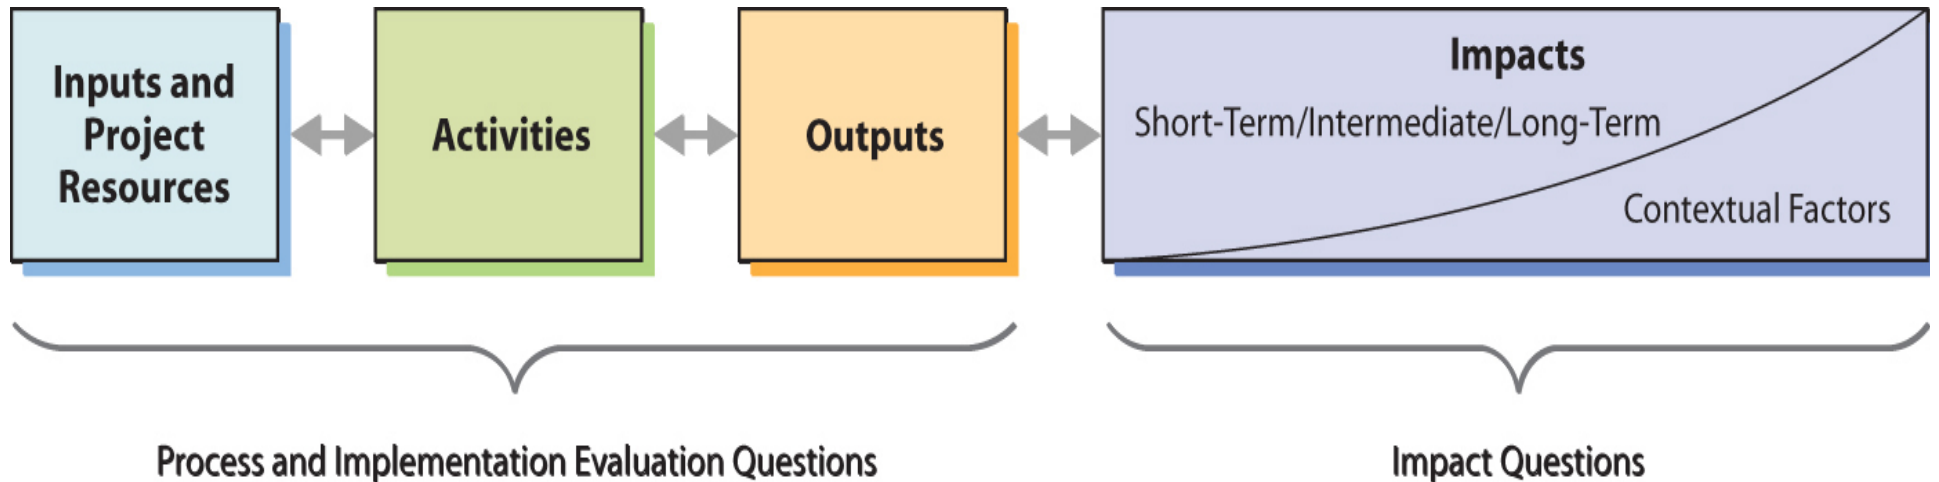 Inputs and
Project
Resources
Activities
Outputs
Impacts
Short-Term/Intermediate/Long-Term
Contextual Factors
Process and Implementation Evaluation Questions
Impact Questions